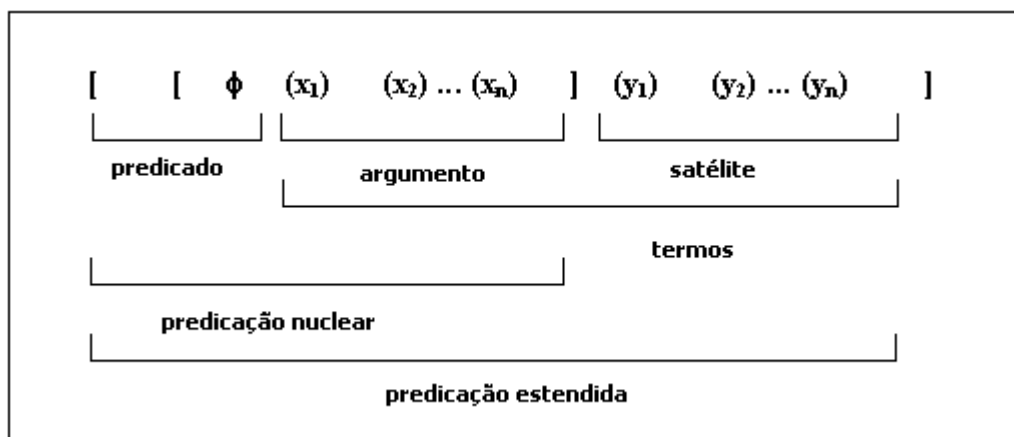 [ [ ϕ (x₁) (x₂) ... (xₙ) ] (y₁) (y₂) ... (yₙ) ]
predicado argumento satélite
termos
predicação nuclear
predicação estendida